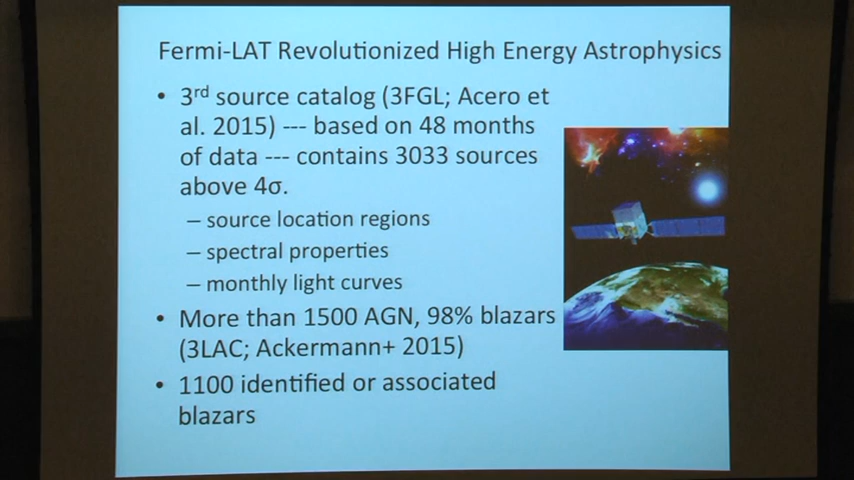 Fermi-LAT Revolutionized High Energy Astrophysics
• 3rd source catalog (3FGL; Acero et
al. 2015) --- based on 48 months
of data --- contains 3033 sources
above 4σ.
– source location regions
– spectral properties
– monthly light curves
• More than 1500 AGN, 98% blazars
(3LAC; Ackermann+ 2015)
• 1100 identified or associated
blazars